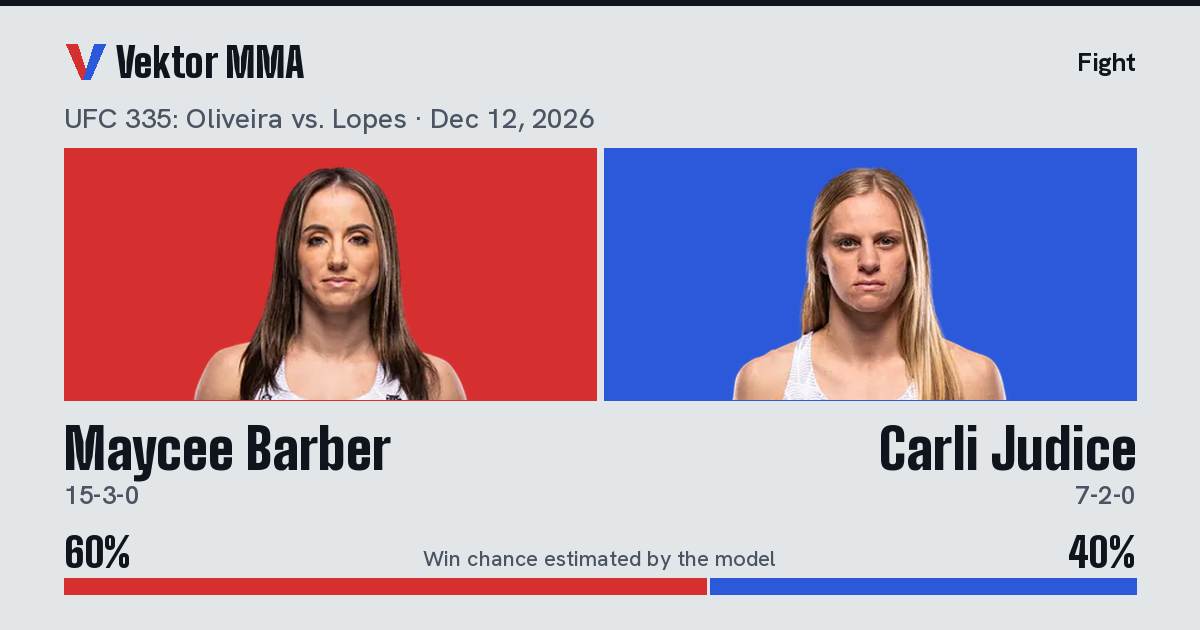 Vektor MMA
Fight
UFC 335: Oliveira vs. Lopes · Dec 12, 2026
Maycee Barber
Carli Judice
15-3-0
7-2-0
60%
Win chance estimated by the model
40%